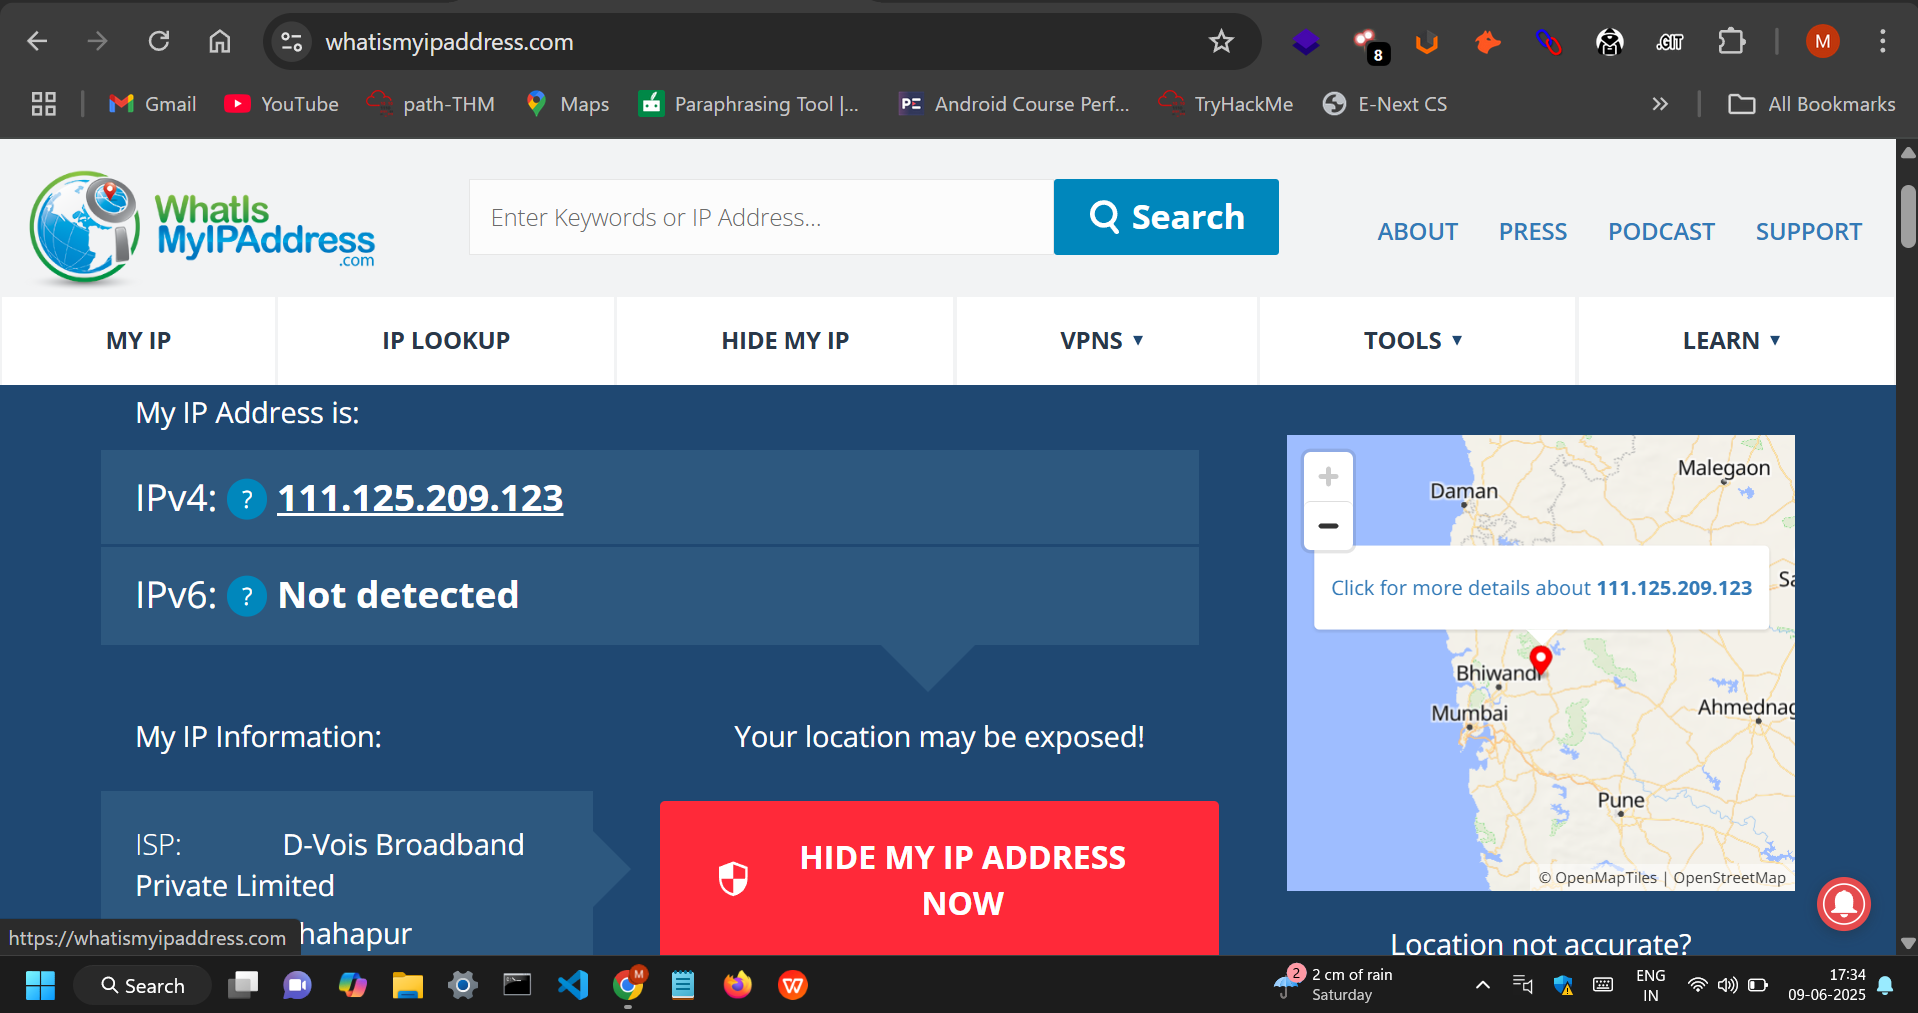 whatismyipaddress.com
8
.GIT
M
Gmail
YouTube
path-THM
Maps
Paraphrasing Tool |...
PE
Android Course Perf...
TryHackMe
E-Next CS
All Bookmarks
WhatIs
MyIPAddress
.com
Enter Keywords or IP Address...
Search
ABOUT
PRESS
PODCAST
SUPPORT
MY IP
IP LOOKUP
HIDE MY IP
VPNS
TOOLS
LEARN
My IP Address is:
IPv4: ? 111.125.209.123
IPv6: ? Not detected
My IP Information:
Your location may be exposed!
ISP: D-Vois Broadband
Private Limited
hahapur
HIDE MY IP ADDRESS
NOW
Malegaon
Daman
Click for more details about 111.125.209.123
Sa
Bhiwandi
Mumbai
Ahmednag
Pune
© OpenMapTiles | OpenStreetMap
Location not accurate?
https://whatismyipaddress.com
Search
M
2
2 cm of rain
Saturday
ENG
IN
17:34
09-06-2025